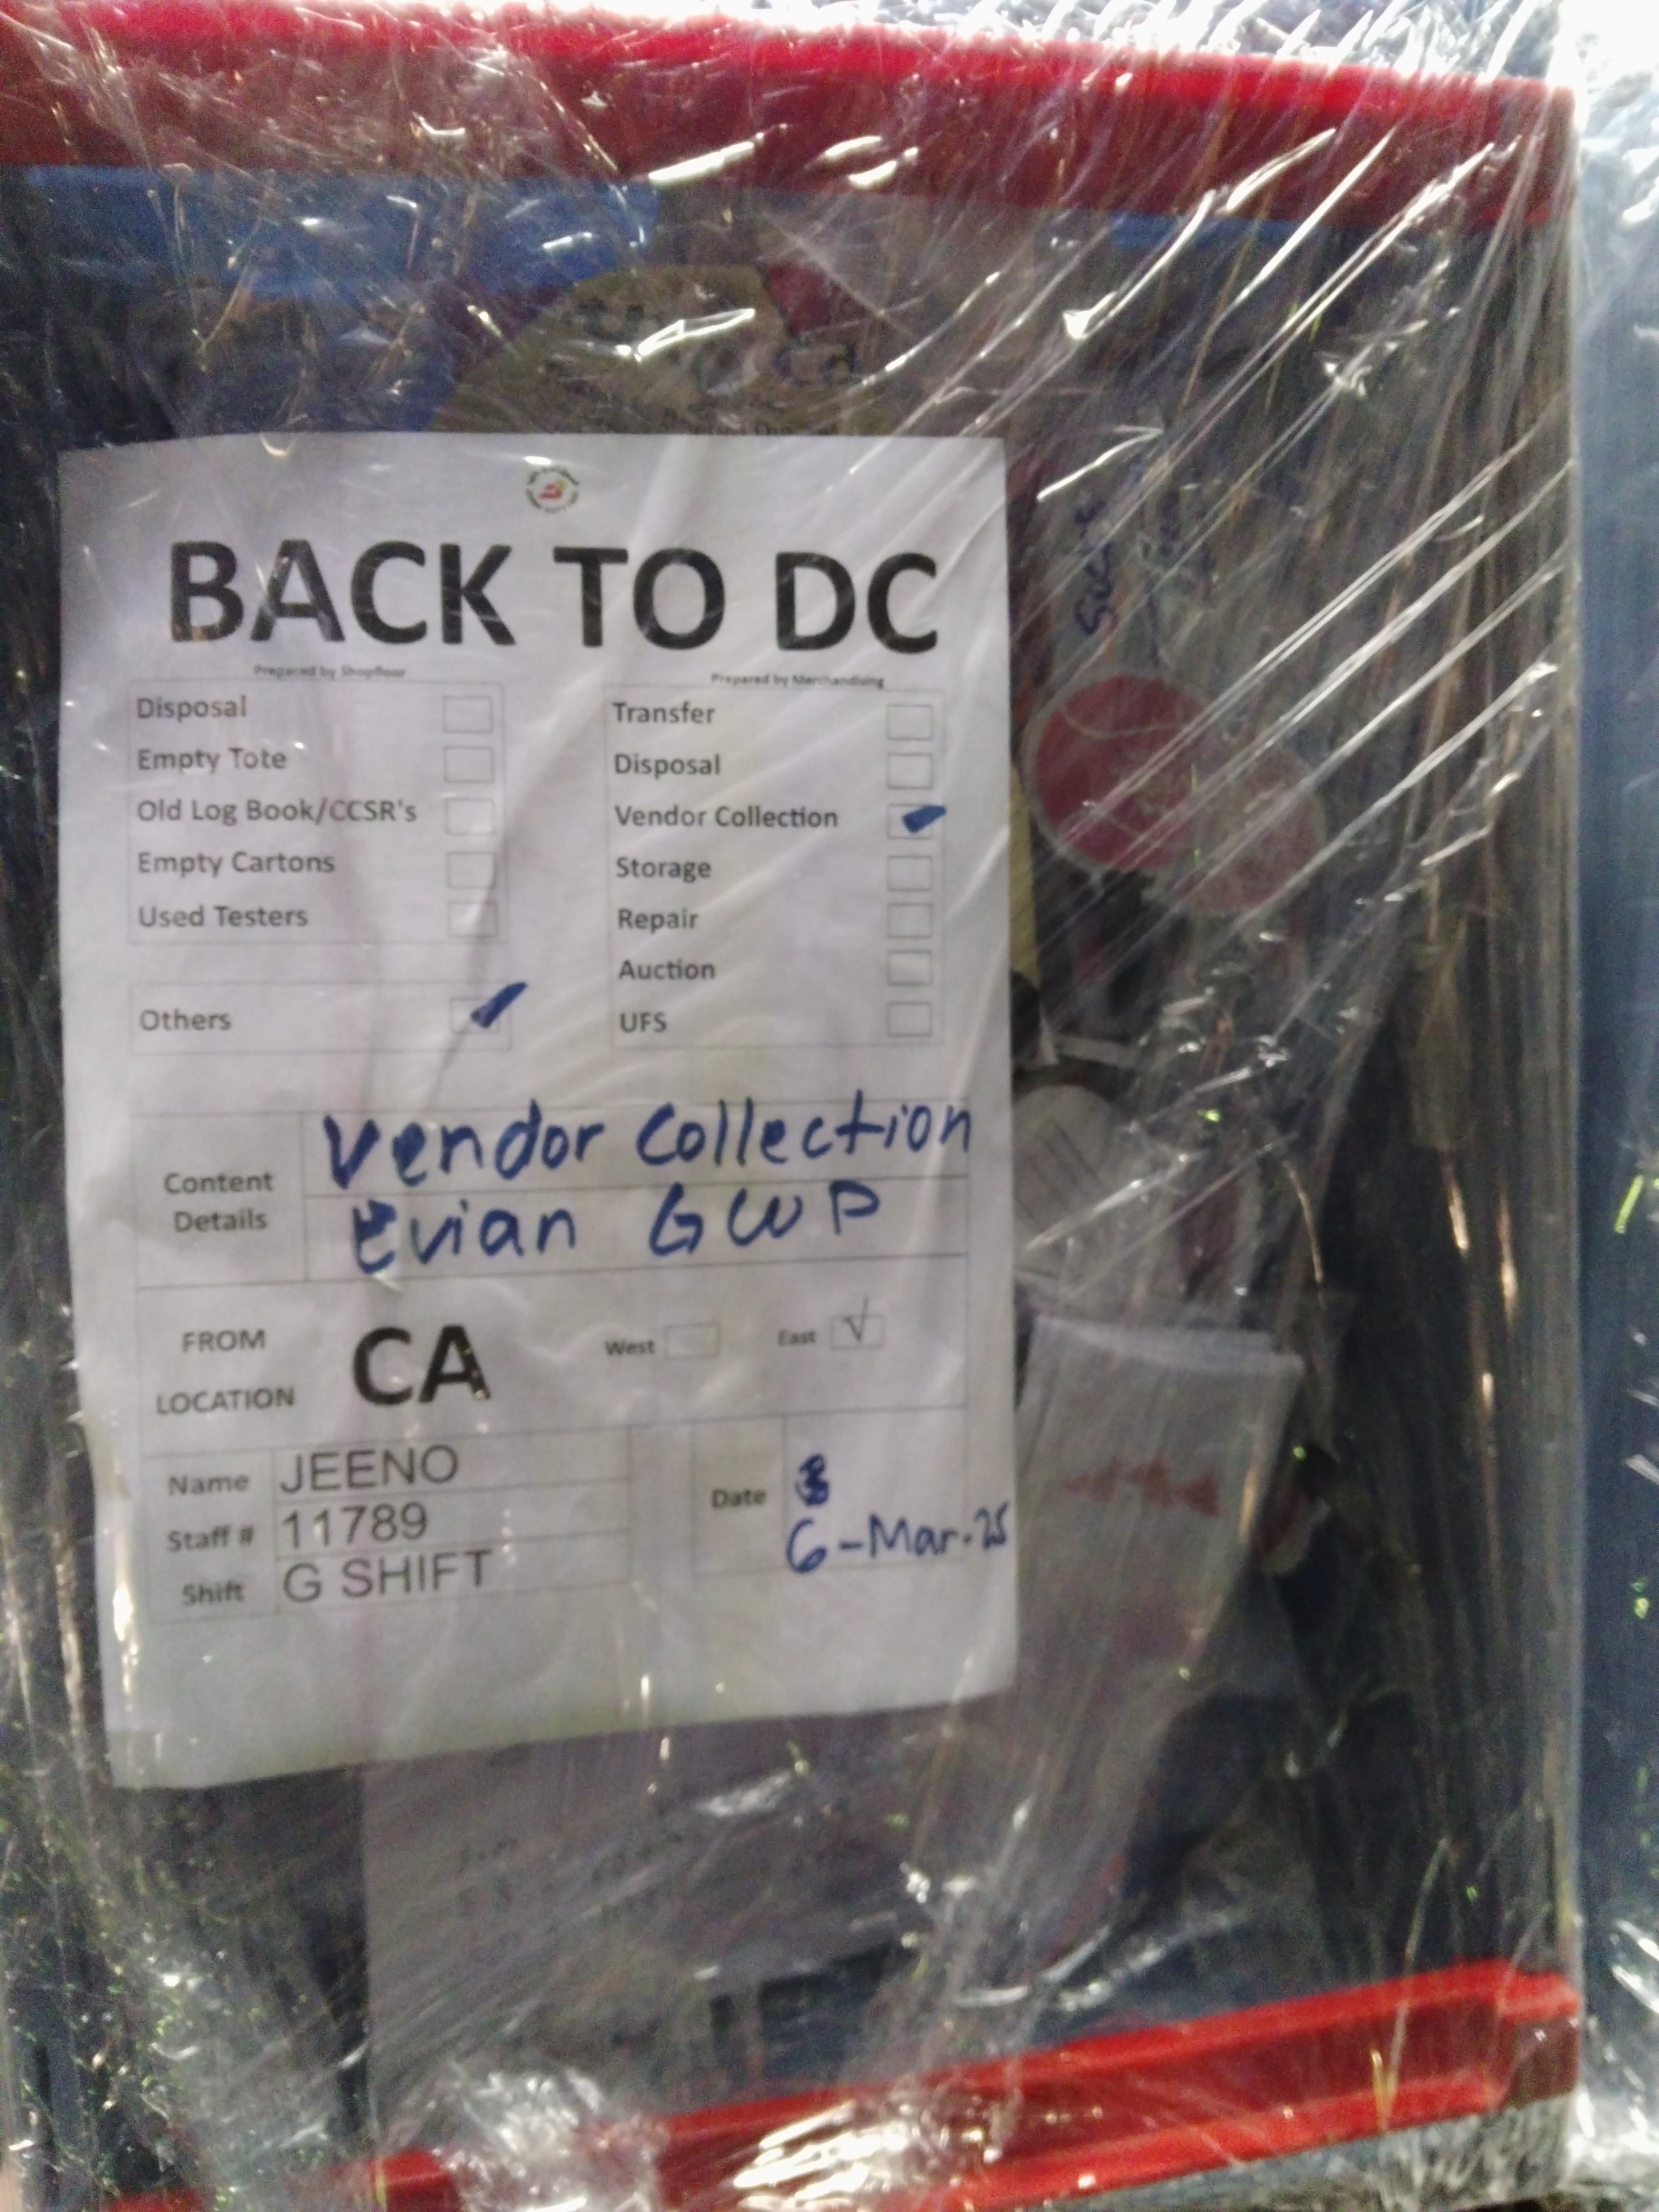 BACK TO DC
Prepared by Shopfloor
Disposal
Empty Tote
Old Log Book/CCSR's
Empty Cartons
Used Testers
Others
Prepared by Merchandising
Transfer
Disposal
Vendor Collection
Storage
Repair
Auction
UFS
Content Details
Vendor Collection
Evian GWP
FROM LOCATION
CA
West
East
Name JEENO
Staff # 11789
Shift G SHIFT
Date
6-Mar.25